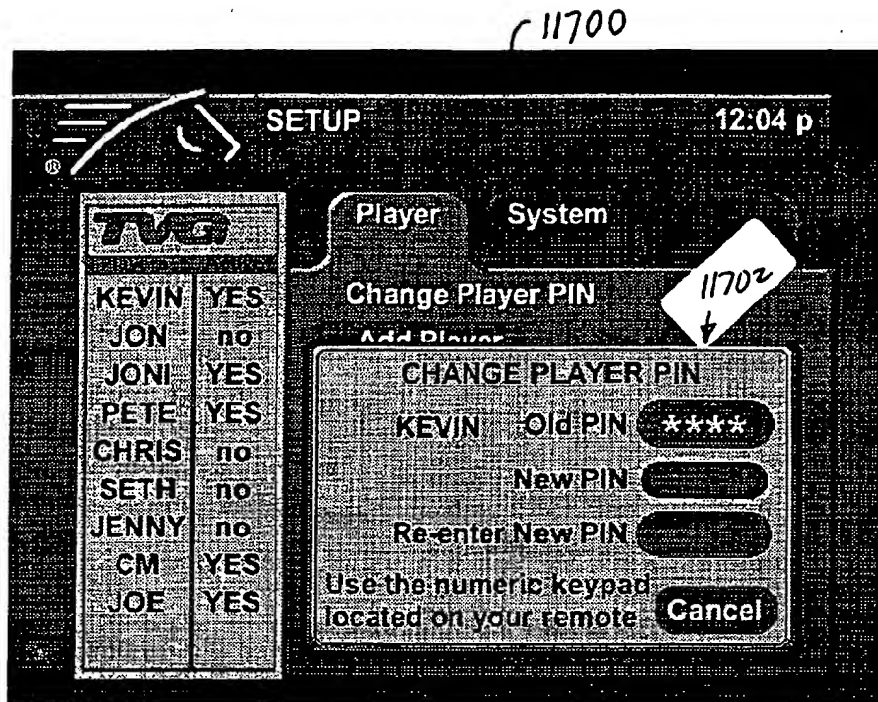 11700
SETUP 12:04 p
®
TVG
Player System
KEVIN YES
JON no
JONI YES
PETE YES
CHRIS no
SETH no
JENNY no
CM YES
JOE YES
Change Player PIN
Add Player
11702
CHANGE PLAYER PIN
KEVIN Old PIN ****
New PIN
Re-enter New PIN
Use the numeric keypad
located on your remote
Cancel